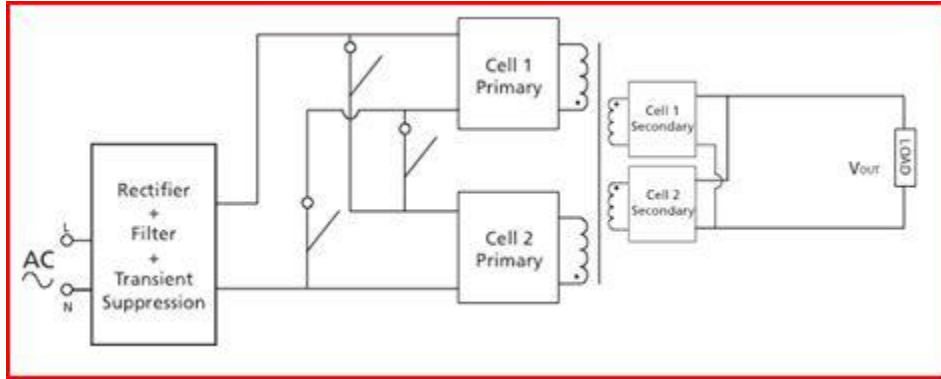 Cell 1
Primary
Cell 1
Secondary
Rectifier
+
Filter
+
Transient
Suppression
L
AC
N
Cell 2
Primary
Cell 2
Secondary
VOUT
LOAD